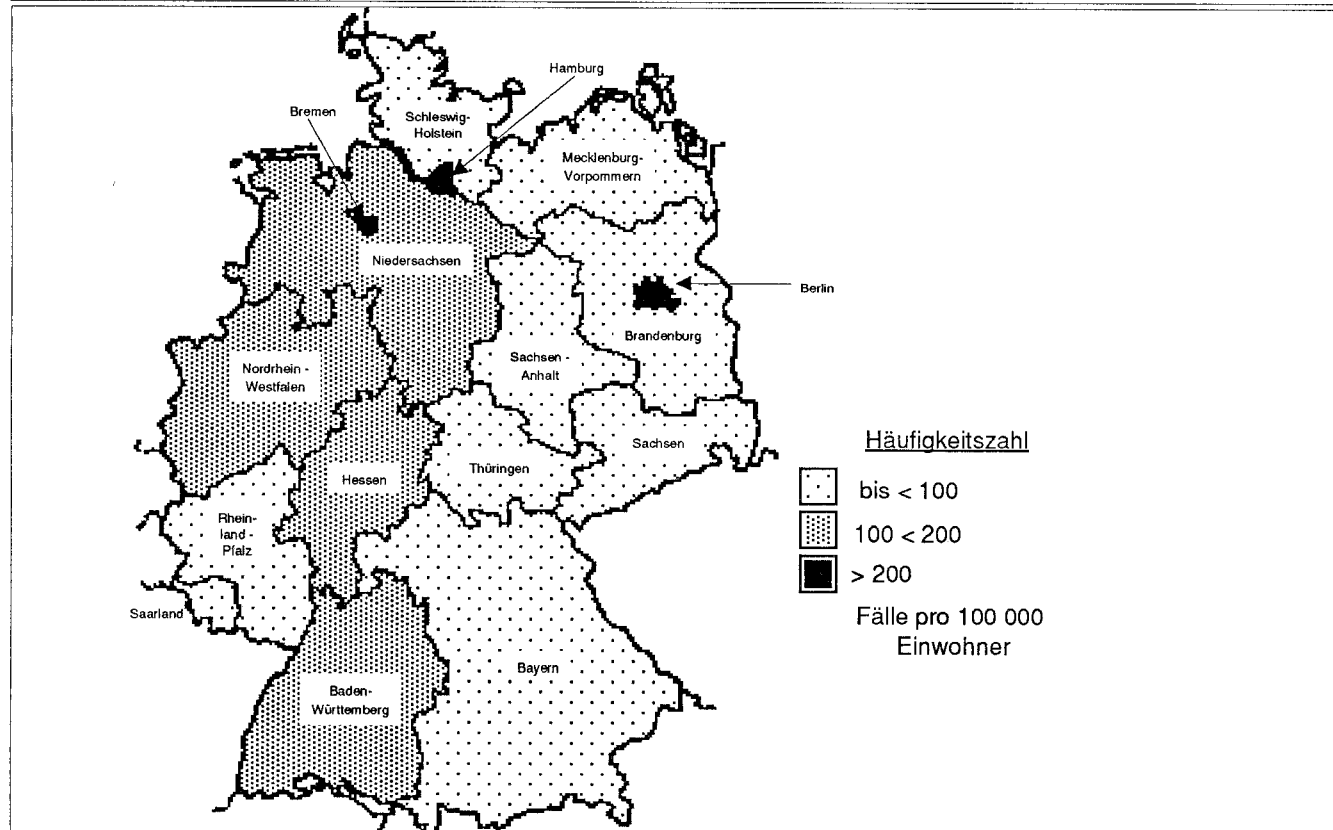 Hamburg
Bremen
Schleswig-
Holstein
Mecklenburg-
Vorpommern
Niedersachsen
Berlin
Brandenburg
Sachsen -
Anhalt
Nordrhein -
Westfalen
Sachsen
Thüringen
Hessen
Rhein-
land -
Pfalz
Saarland
Bayern
Baden-
Württemberg
Häufigkeitszahl
bis < 100
100 < 200
> 200
Fälle pro 100 000
Einwohner